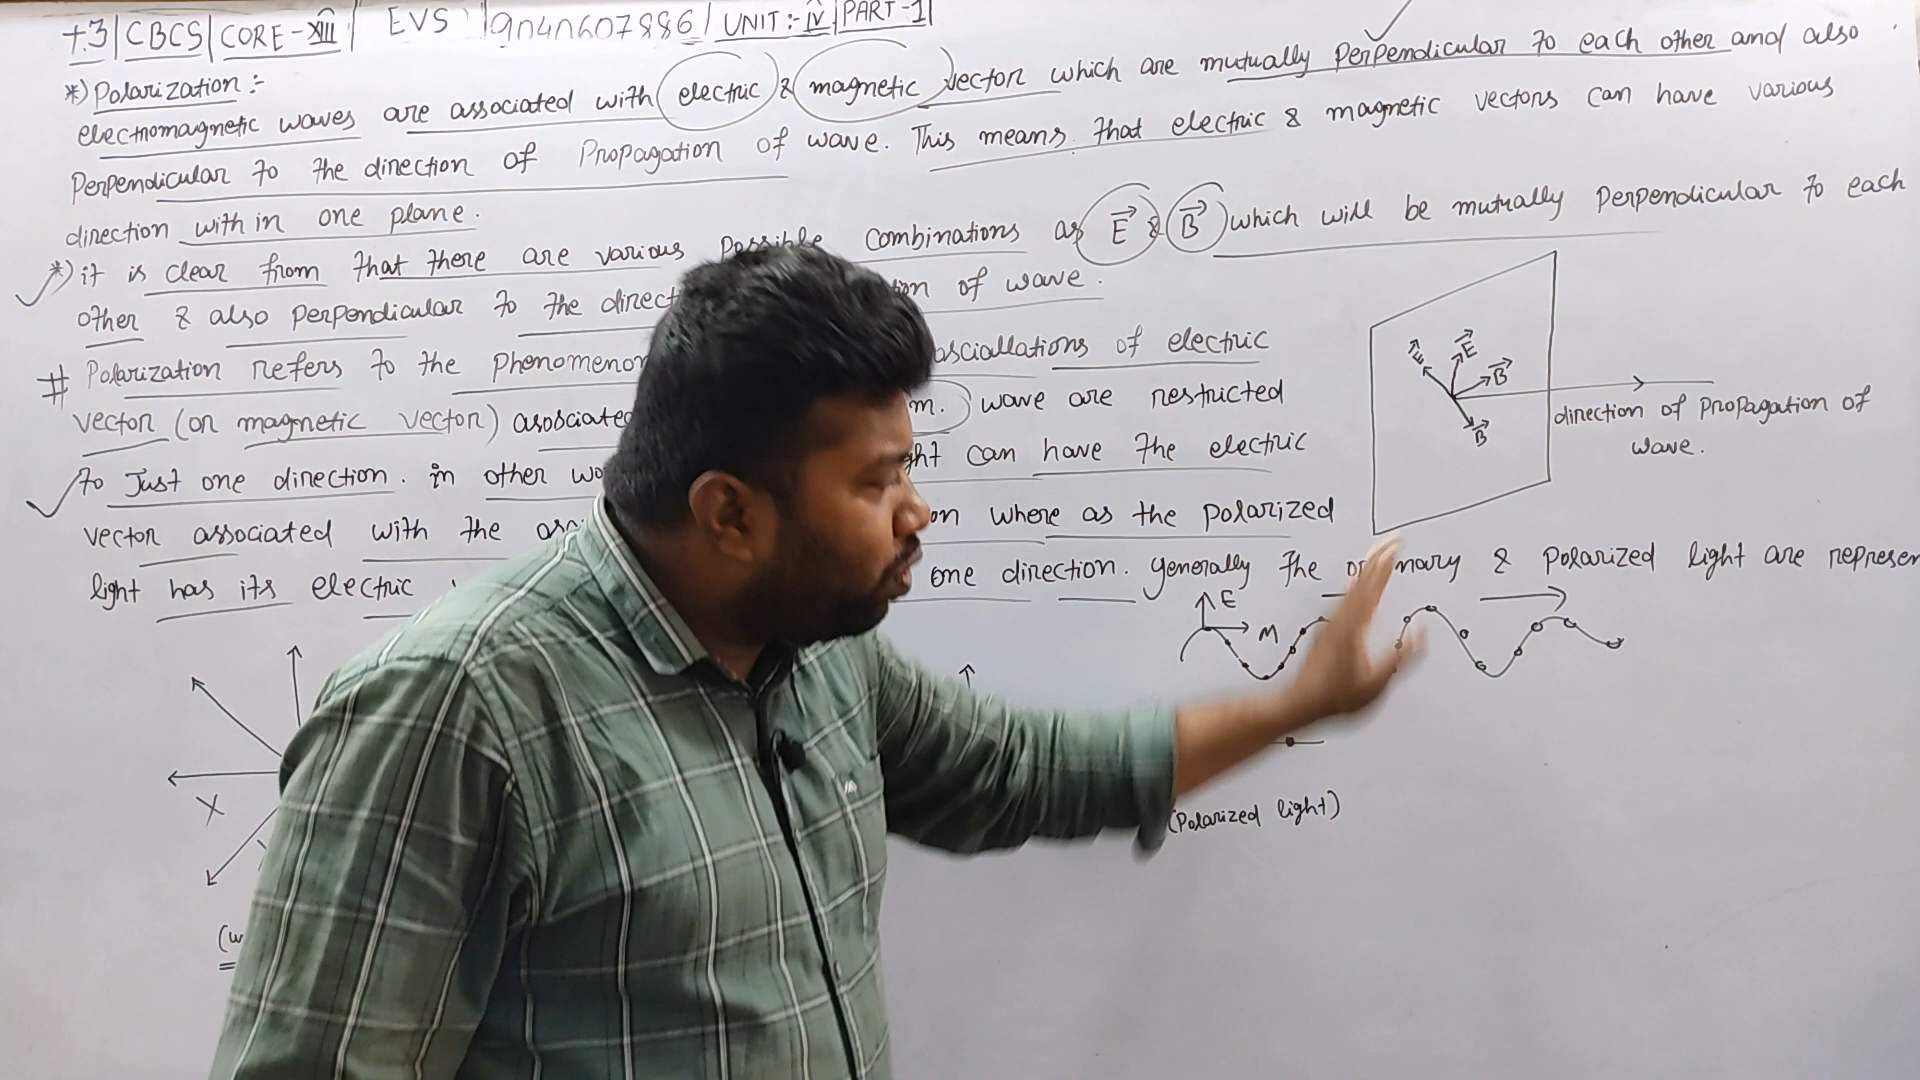 +3 | CBCS | CORE-XIII | EVS | 9040607886 | UNIT:-IV | PART-1 |
*) Polarization :-
electromagnetic waves are associated with electric & magnetic vector which are mutually perpendicular to each other and also
perpendicular to the direction of propagation of wave. This means that electric & magnetic vectors can have various
direction with in one plane.
*) it is clear from that there are various possible combinations as E & B which will be mutually perpendicular to each
other & also perpendicular to the direct of wave.
# Polarization refers to the phenomenon asciallations of electric
vector (or magnetic vector) asosciated m. wave are restricted
to Just one direction. in other can have the electric
vector associated with the where as the polarized
light has its electric one direction. generally the & polarized light are represen
E
E
B
B
direction of propagation of
wave.
E
M
X
(Polarized light)